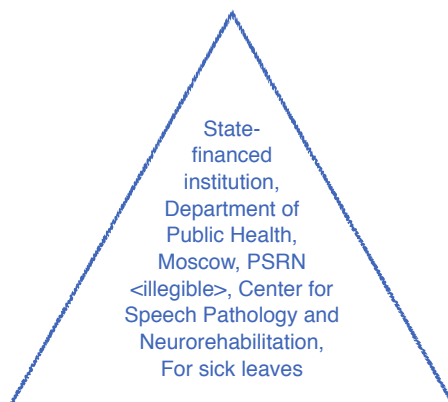 State-
financed
institution,
Department of
Public Health,
Moscow, PSRN
<illegible>, Center for
Speech Pathology and
Neurorehabilitation,
For sick leaves